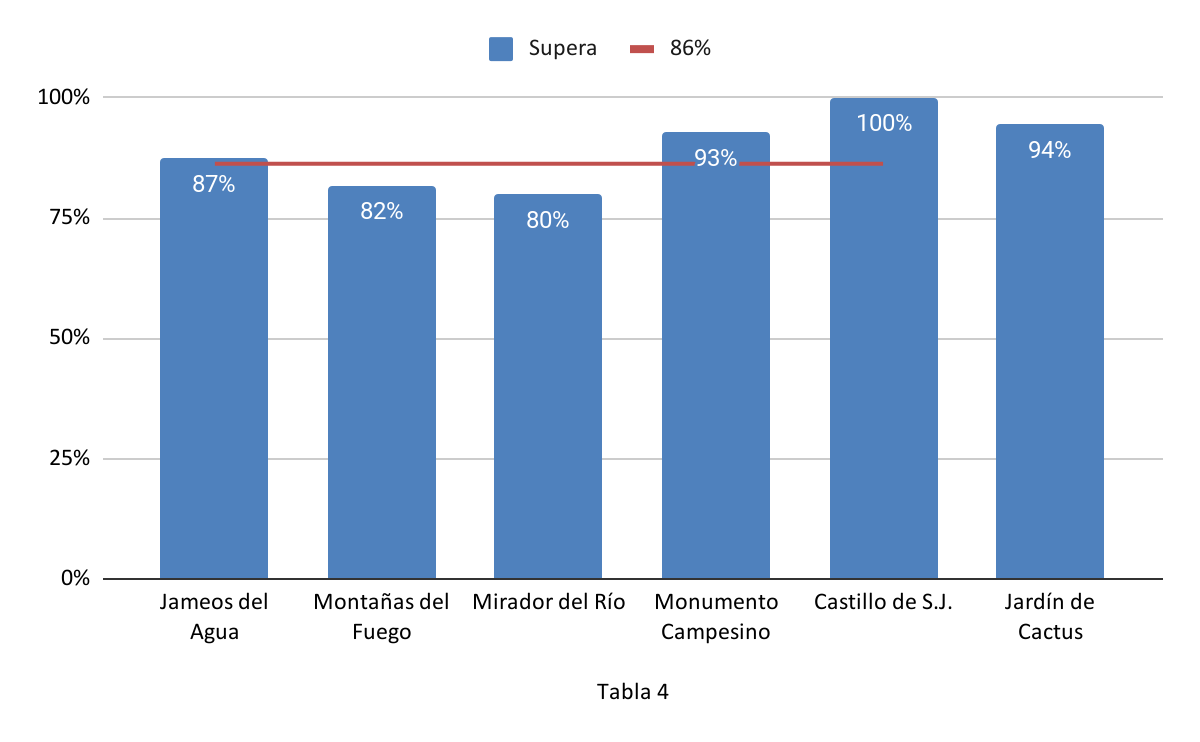 Supera 86%
100%
75%
50%
25%
0%
87%
82%
80%
93%
100%
94%
Jameos del
Agua
Montañas del
Fuego
Mirador del Río
Monumento
Campesino
Castillo de S.J.
Jardín de
Cactus
Tabla 4